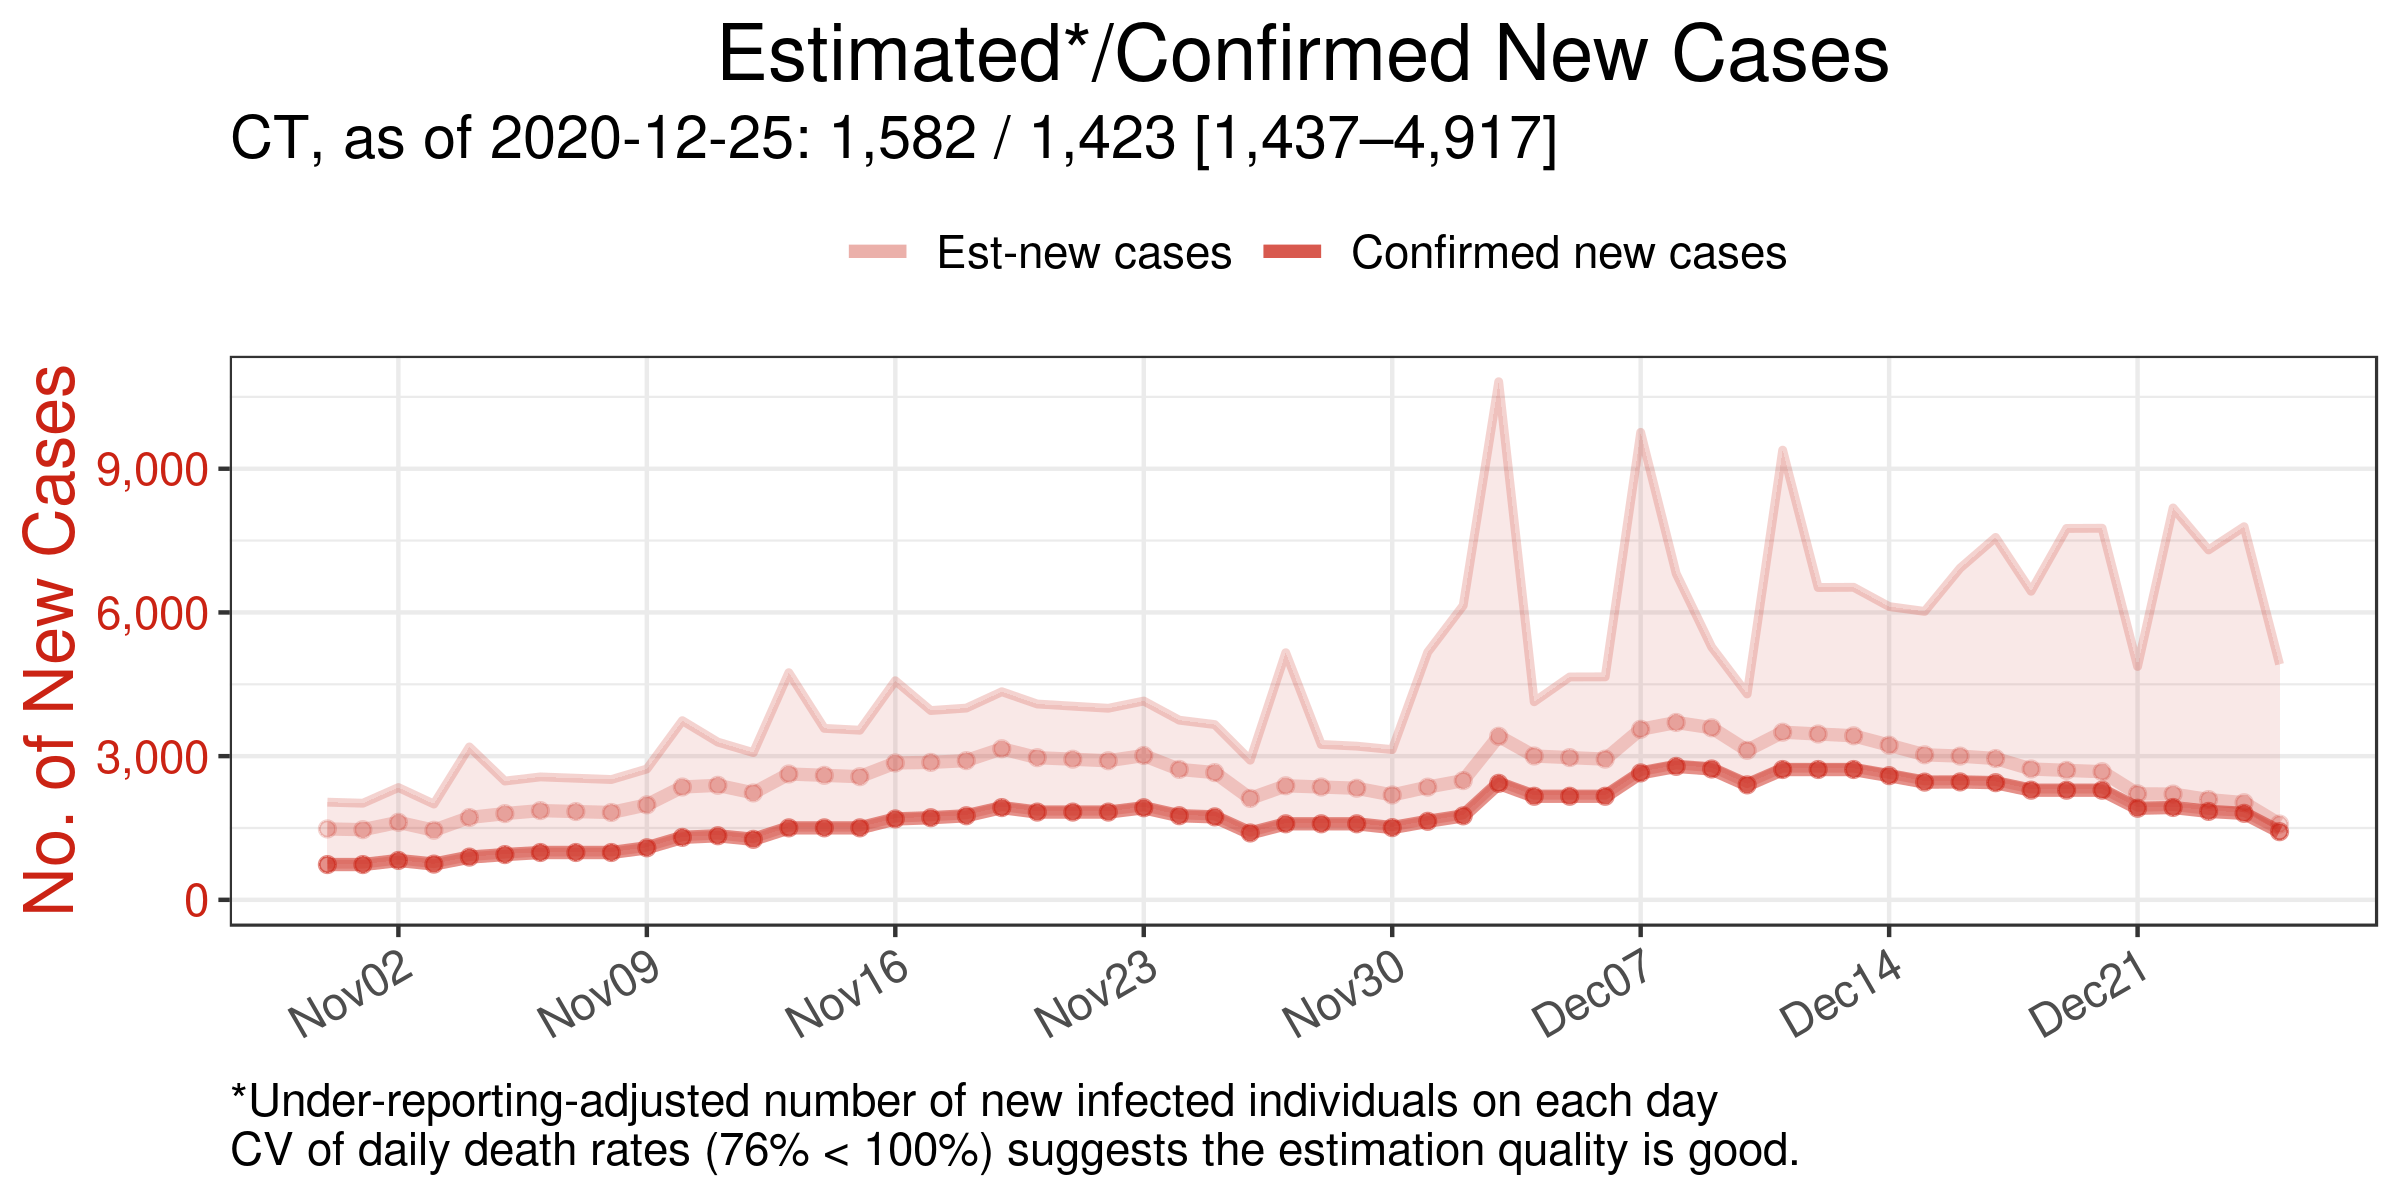 Estimated*/Confirmed New Cases
CT, as of 2020-12-25: 1,582 / 1,423 [1,437–4,917]
Est-new cases
Confirmed new cases
No. of New Cases
9,000
6,000
3,000
0
Nov02
Nov09
Nov16
Nov23
Nov30
Dec07
Dec14
Dec21
*Under-reporting-adjusted number of new infected individuals on each day
CV of daily death rates (76% < 100%) suggests the estimation quality is good.